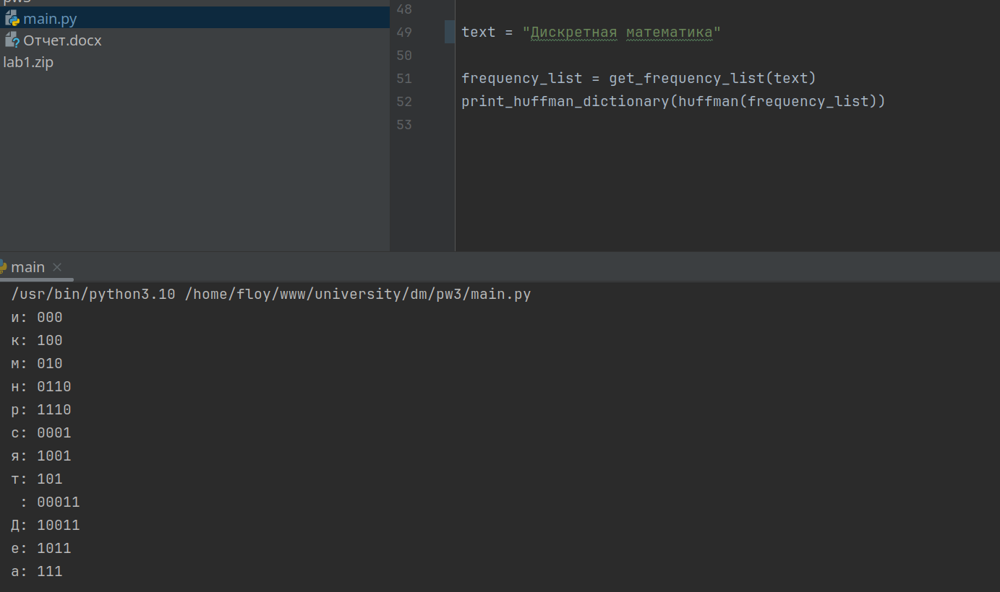 main.py
Отчет.docx
lab1.zip
48
49 text = "Дискретная математика"
50
51 frequency_list = get_frequency_list(text)
52 print_huffman_dictionary(huffman(frequency_list))
53
main
/usr/bin/python3.10 /home/floy/www/university/dm/pw3/main.py
и: 000
к: 100
м: 010
н: 0110
р: 1110
с: 0001
я: 1001
т: 101
 : 00011
Д: 10011
е: 1011
а: 111